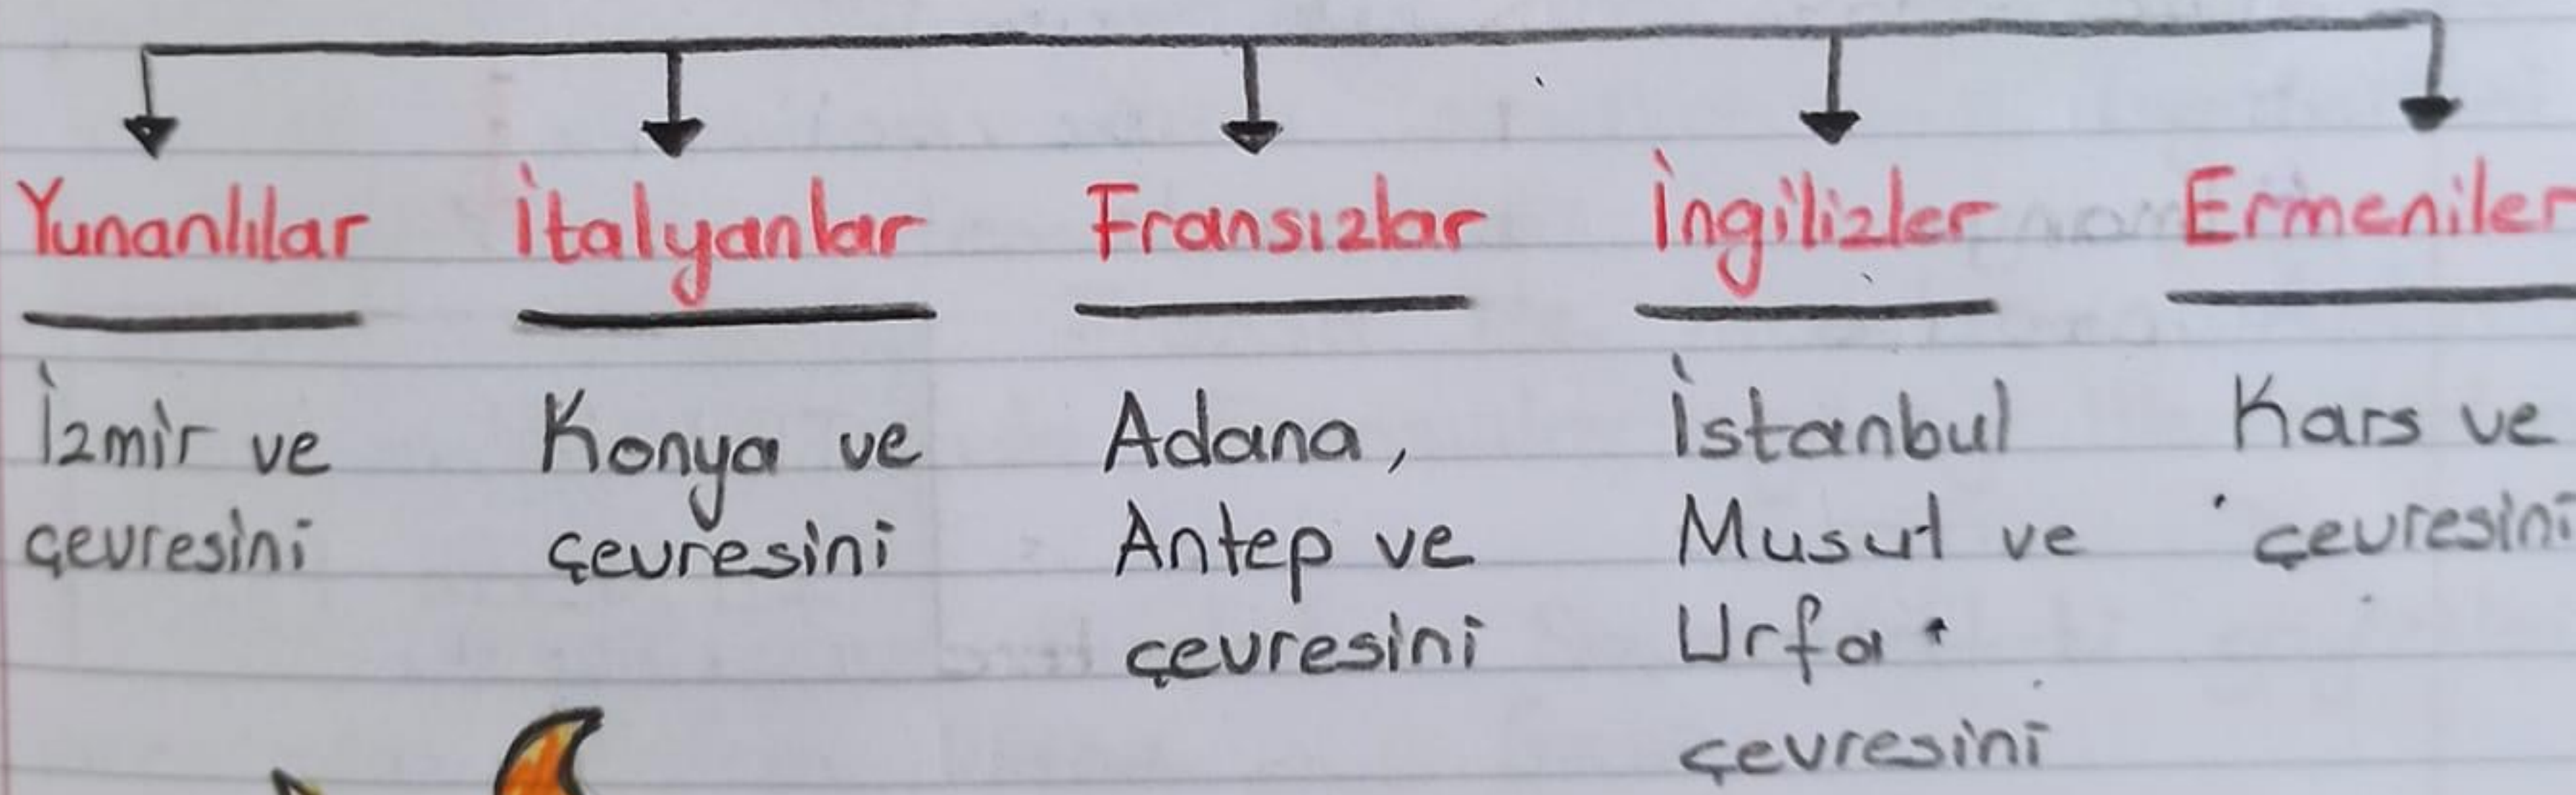 Yunanlılar
İzmir ve
çevresini
İtalyanlar
Konya ve
çevresini
Fransızlar
Adana,
Antep ve
çevresini
İngilizler
İstanbul
Musul ve
Urfa
çevresini
Ermeniler
Kars ve
çevresini